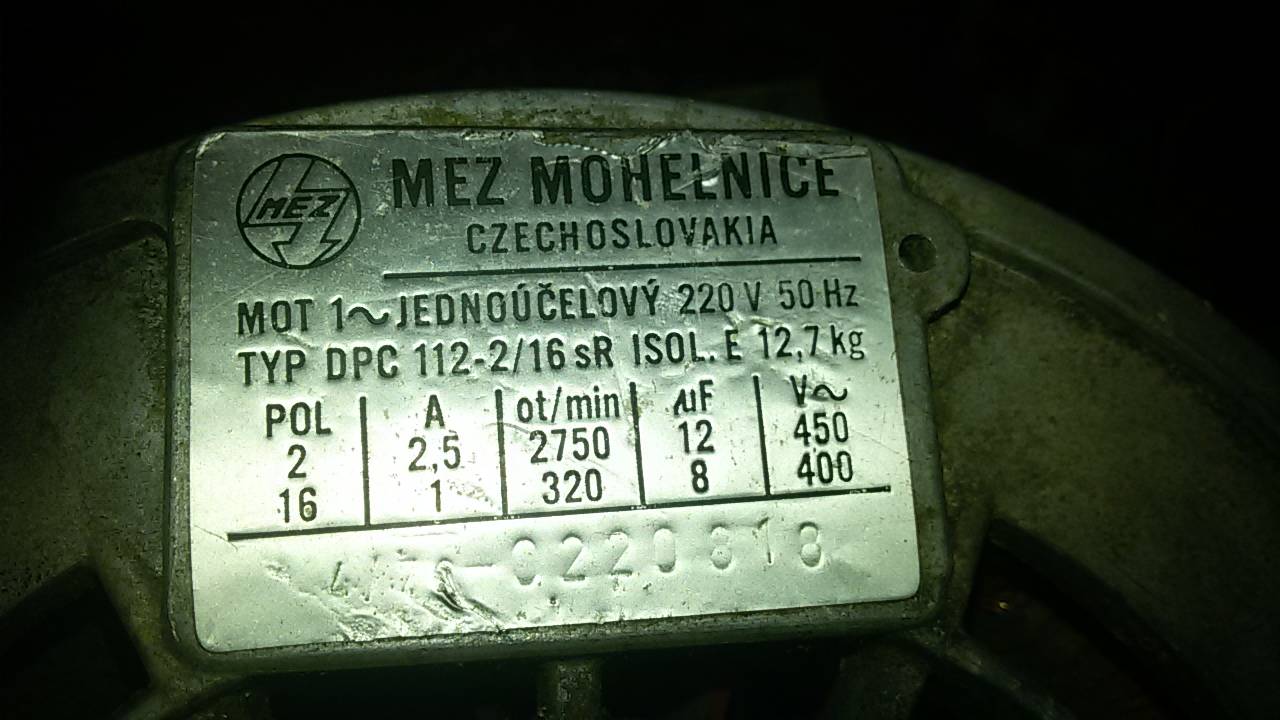 MEZ
MEZ MOHELNICE
CZECHOSLOVAKIA
MOT 1~ JEDNOÚČELOVÝ 220 V 50 Hz
TYP DPC 112-2/16 sR ISOL. E 12,7 kg
POL A ot/min µF V~
2 2,5 2750 12 450
16 1 320 8 400